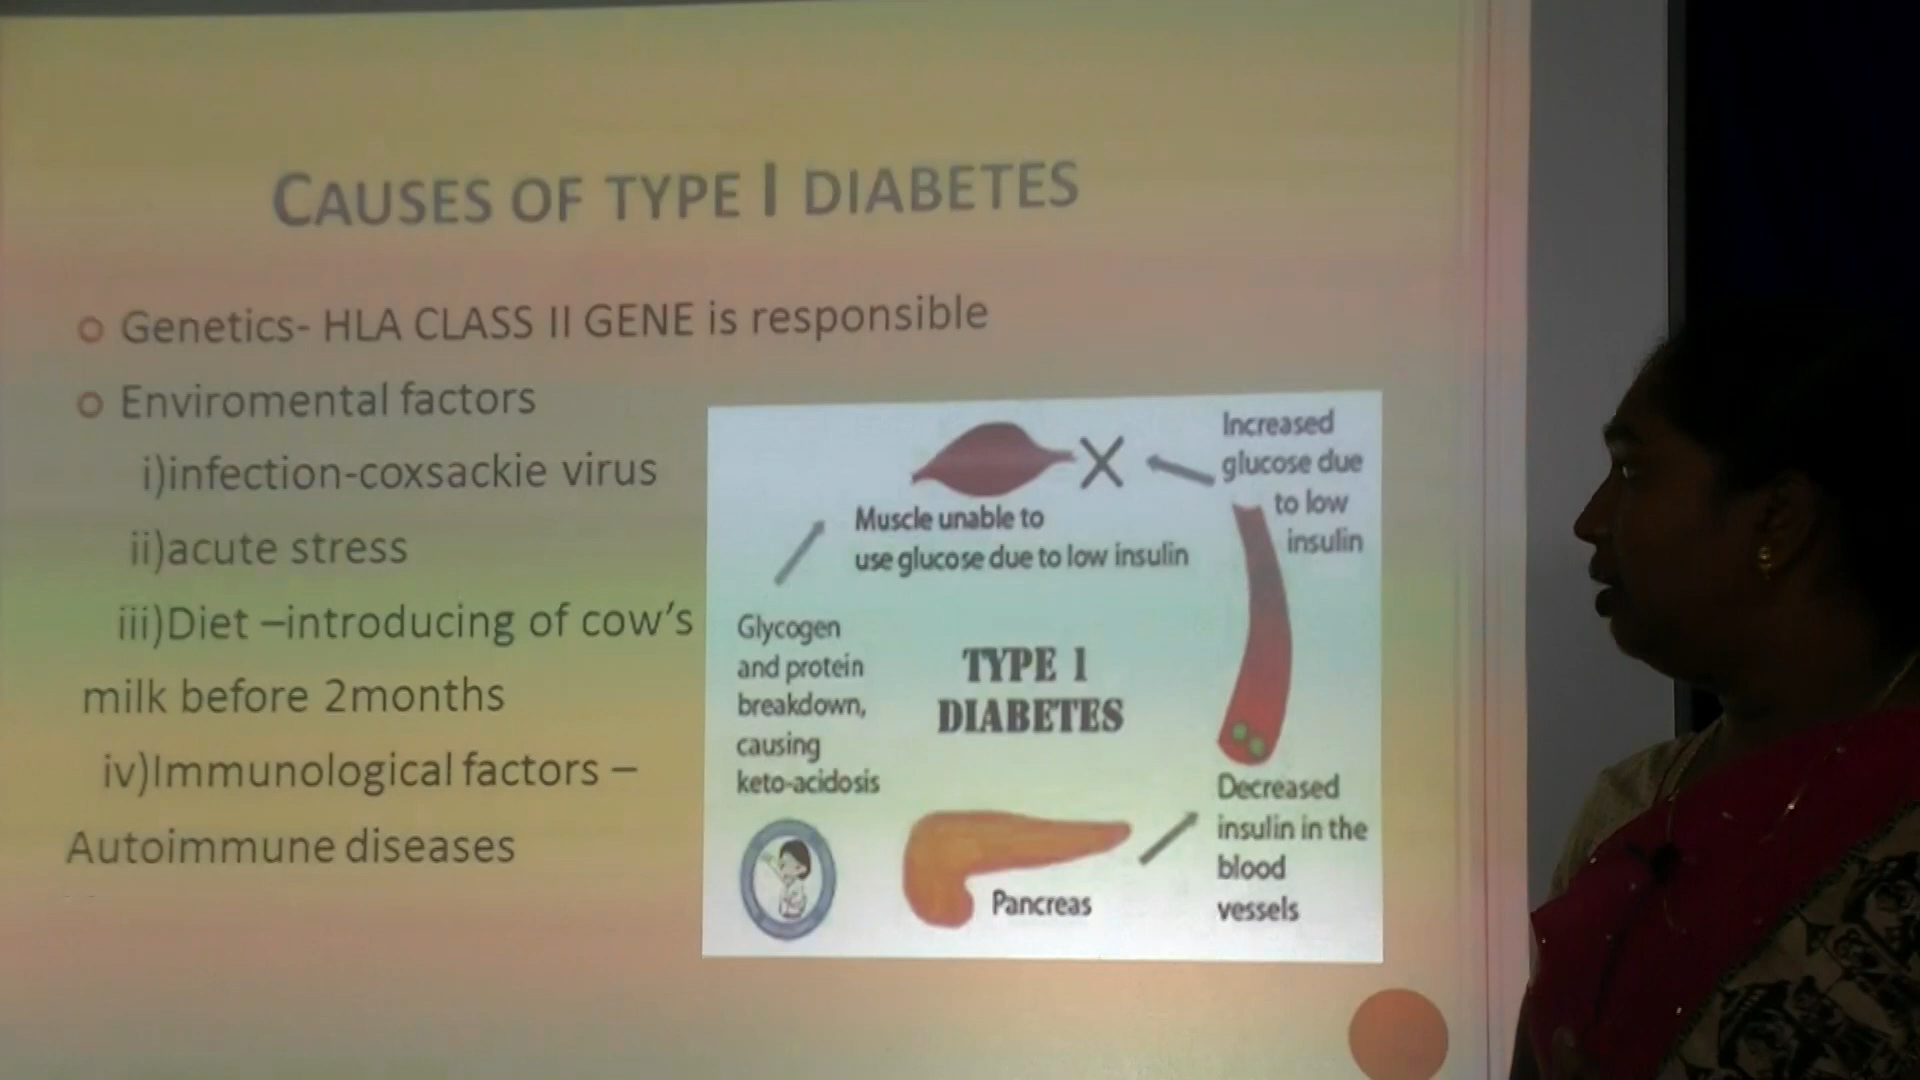 CAUSES OF TYPE I DIABETES
Genetics- HLA CLASS II GENE is responsible
Enviromental factors
i)infection-coxsackie virus
ii)acute stress
iii)Diet –introducing of cow's
milk before 2months
iv)Immunological factors –
Autoimmune diseases
Increased
glucose due
to low
insulin
Muscle unable to
use glucose due to low insulin
Glycogen
and protein
breakdown,
causing
keto-acidosis
TYPE 1
DIABETES
Decreased
insulin in the
blood
vessels
Pancreas